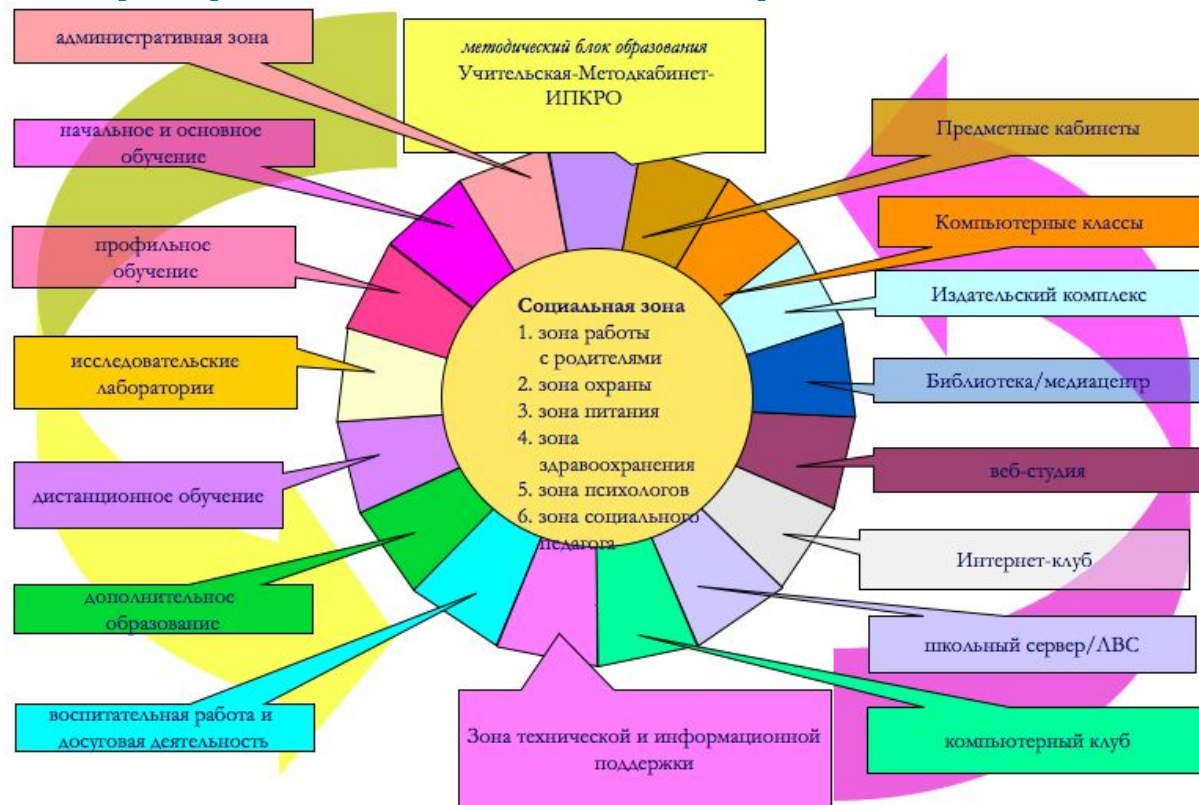 административная зона
методический блок образования
Учительская-Методкабинет-
ИПКРО
начальное и основное
обучение
Предметные кабинеты
профильное
обучение
Компьютерные классы
Издательский комплекс
исследовательские
лаборатории
Библиотека/медиацентр
Социальная зона
1. зона работы
с родителями
2. зона охраны
3. зона питания
4. зона
здравоохранения
5. зона психологов
6. зона социального
педагога
дистанционное обучение
веб-студия
Интернет-клуб
дополнительное
образование
школьный сервер/ЛВС
воспитательная работа и
досуговая деятельность
Зона технической и информационной
поддержки
компьютерный клуб